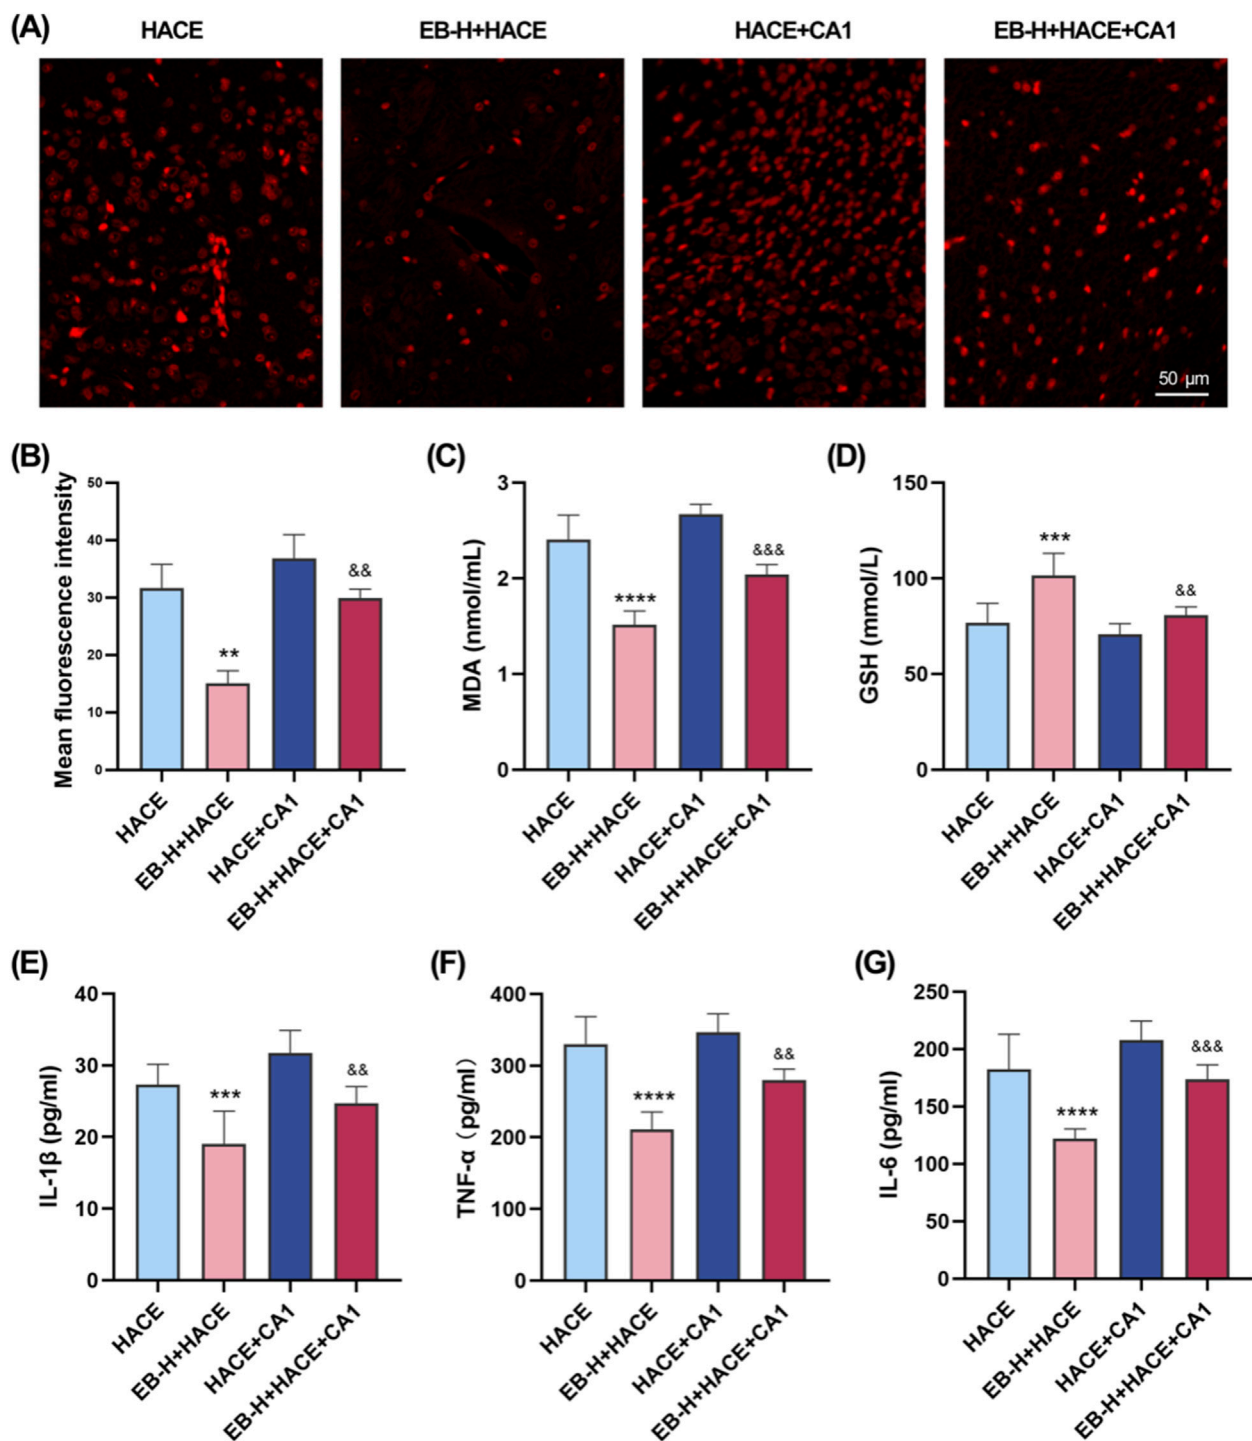 (A)
HACE
EB-H+HACE
HACE+CA1
EB-H+HACE+CA1
50 μm
(B)
Mean fluorescence intensity
50
40
30
20
10
0
**
&&
HACE
EB-H+HACE
HACE+CA1
EB-H+HACE+CA1
(C)
MDA (nmol/mL)
3
2
1
0
****
&&&
HACE
EB-H+HACE
HACE+CA1
EB-H+HACE+CA1
(D)
GSH (mmol/L)
150
100
50
0
***
&&
HACE
EB-H+HACE
HACE+CA1
EB-H+HACE+CA1
(E)
IL-1β (pg/ml)
40
30
20
10
0
***
&&
HACE
EB-H+HACE
HACE+CA1
EB-H+HACE+CA1
(F)
TNF-α（pg/ml）
400
300
200
100
0
****
&&
HACE
EB-H+HACE
HACE+CA1
EB-H+HACE+CA1
(G)
IL-6 (pg/ml)
250
200
150
100
50
0
****
&&&
HACE
EB-H+HACE
HACE+CA1
EB-H+HACE+CA1